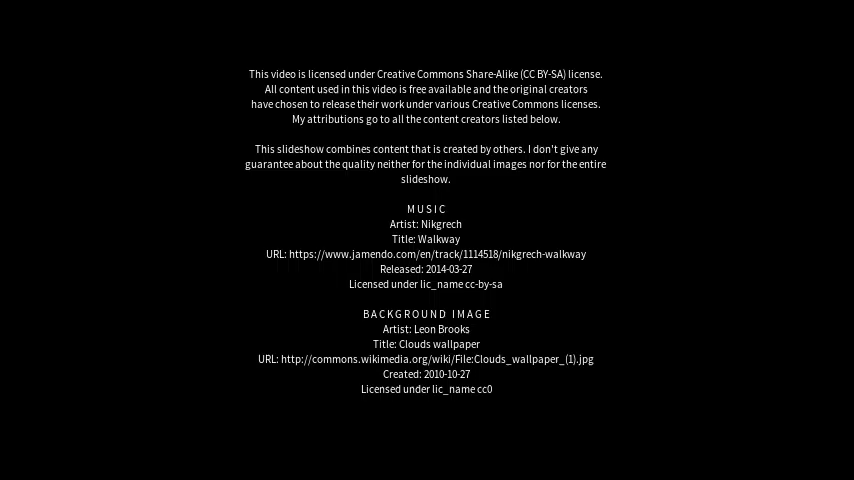 This video is licensed under Creative Commons Share-Alike (CC BY-SA) license.
All content used in this video is free available and the original creators
have chosen to release their work under various Creative Commons licenses.
My attributions go to all the content creators listed below.
This slideshow combines content that is created by others. I don't give any
guarantee about the quality neither for the individual images nor for the entire
slideshow.
M U S I C
Artist: Nikgrech
Title: Walkway
URL: https://www.jamendo.com/en/track/1114518/nikgrech-walkway
Released: 2014-03-27
Licensed under lic_name cc-by-sa
B A C K G R O U N D  I M A G E
Artist: Leon Brooks
Title: Clouds wallpaper
URL: http://commons.wikimedia.org/wiki/File:Clouds_wallpaper_(1).jpg
Created: 2010-10-27
Licensed under lic_name cc0